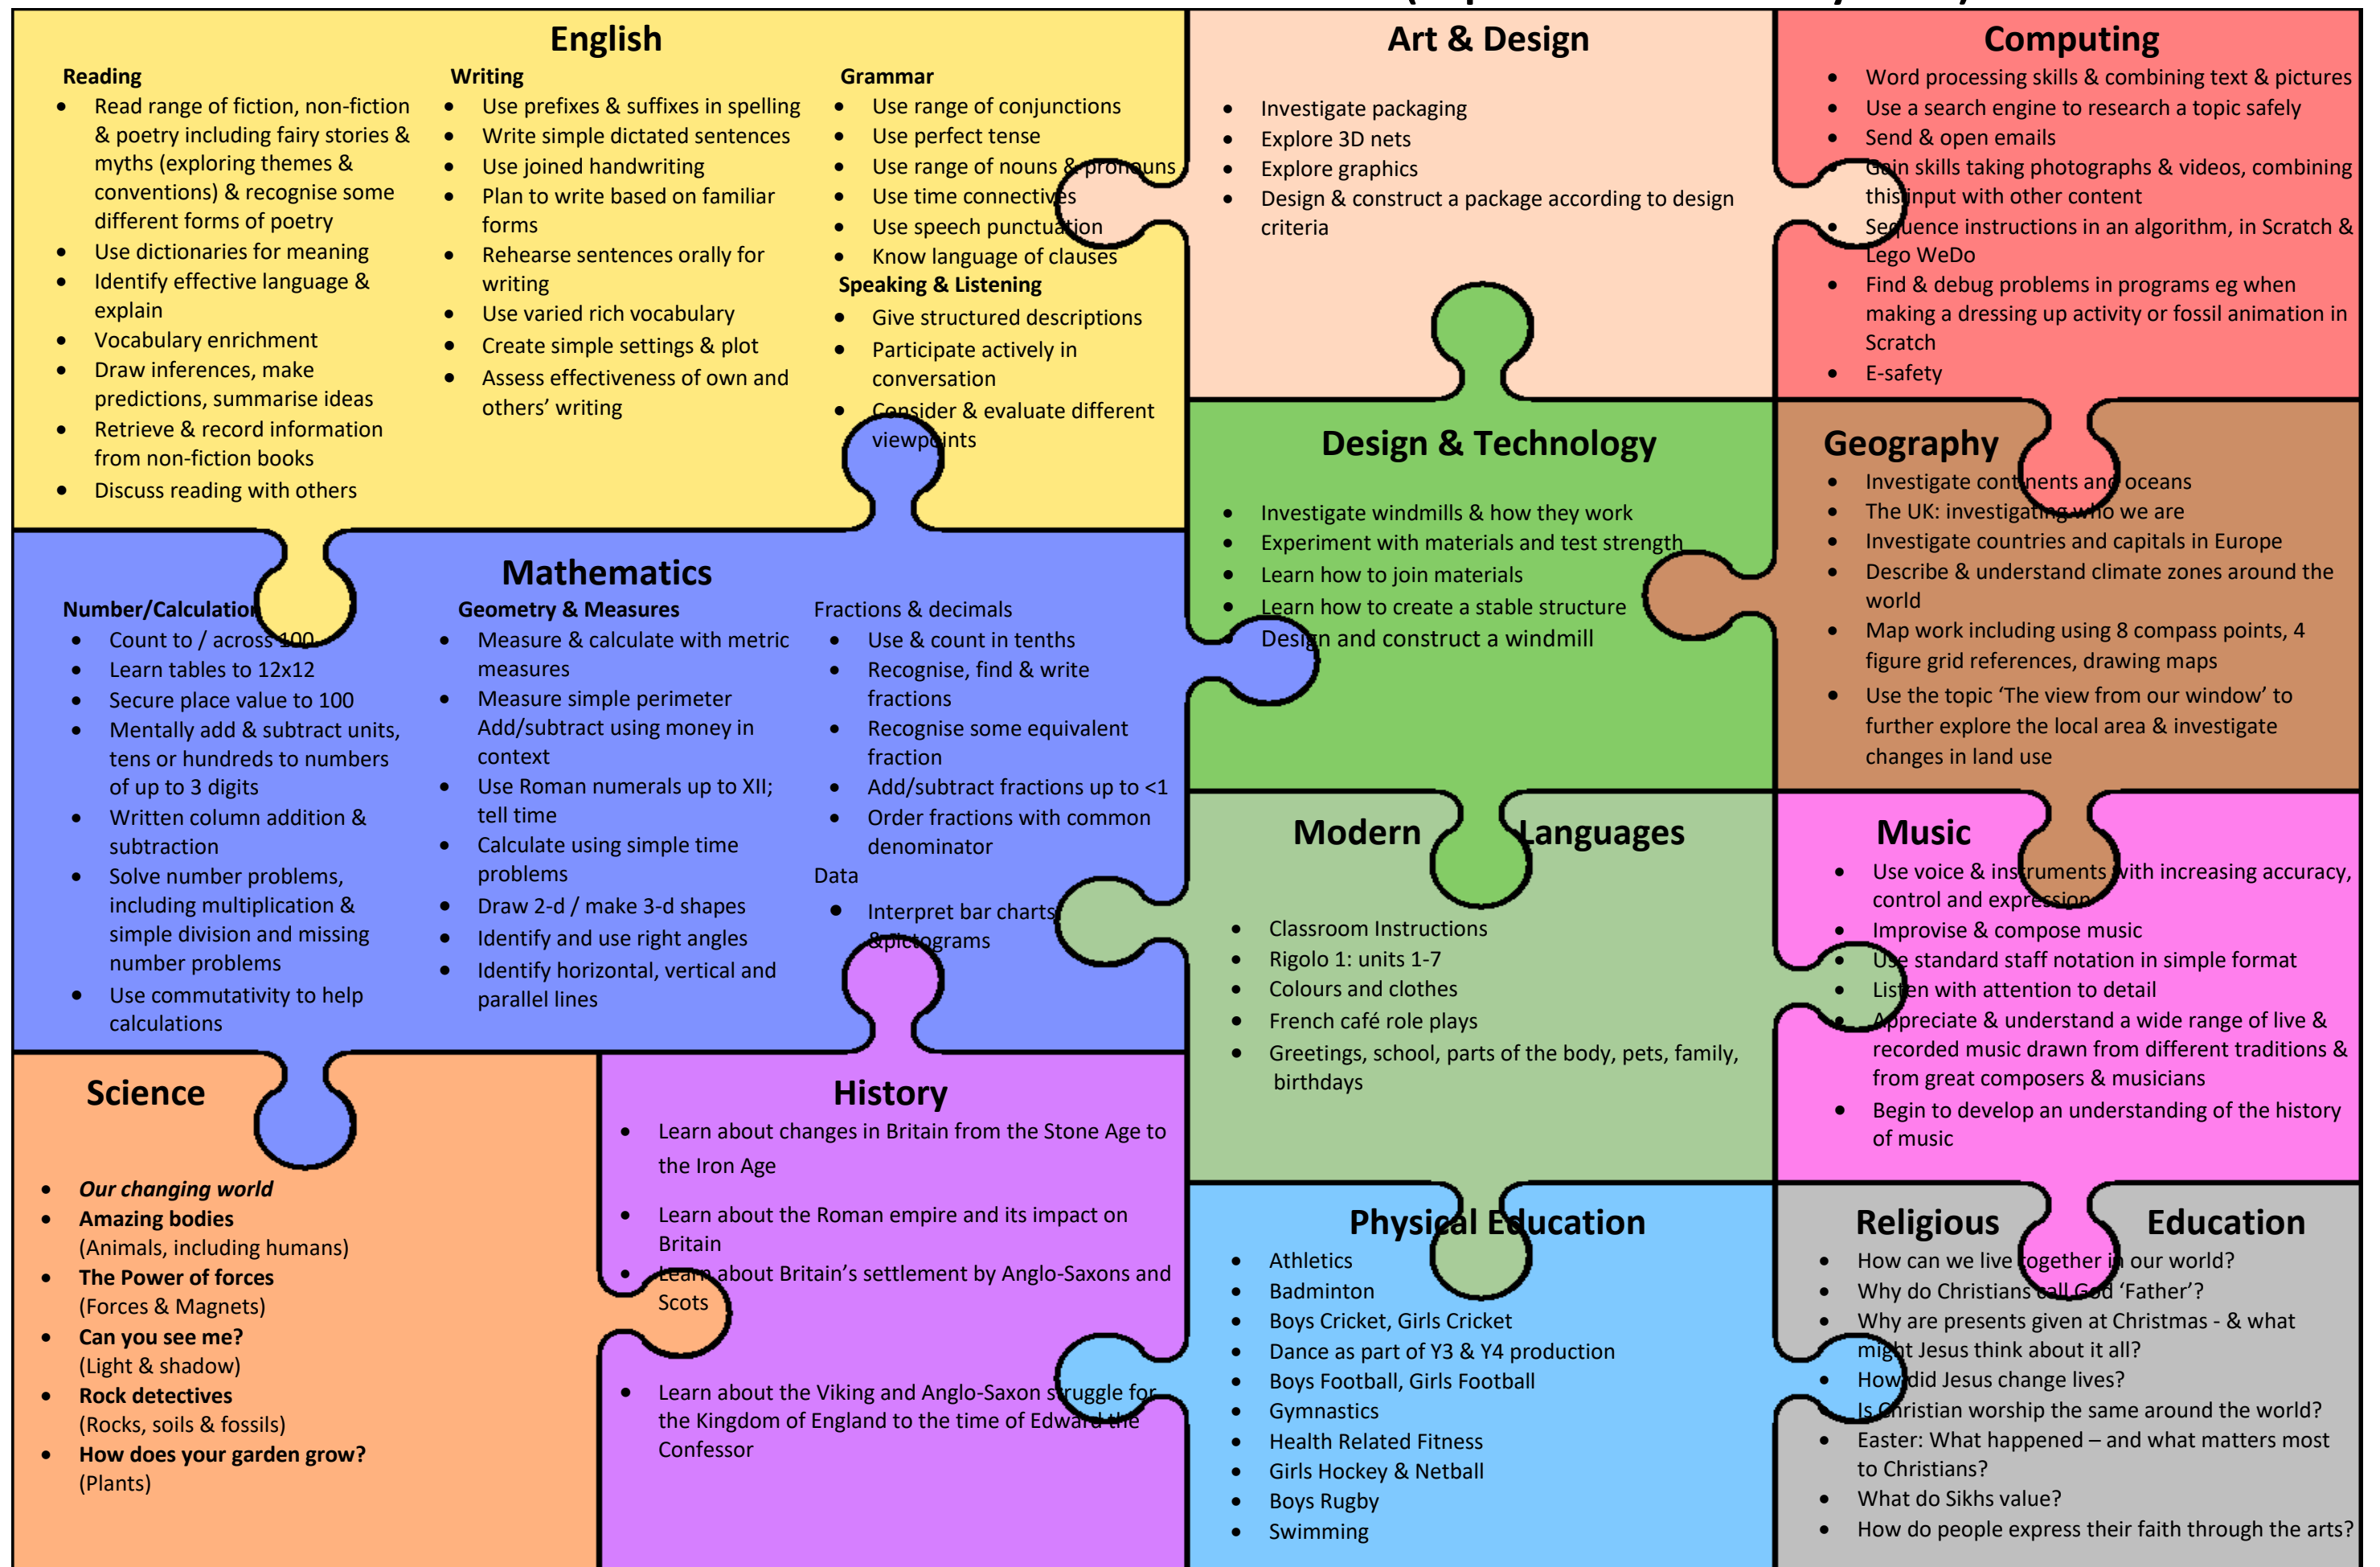 English
Reading
• Read range of fiction, non-fiction
& poetry including fairy stories &
myths (exploring themes &
conventions) & recognise some
different forms of poetry
• Use dictionaries for meaning
• Identify effective language &
explain
• Vocabulary enrichment
• Draw inferences, make
predictions, summarise ideas
• Retrieve & record information
from non-fiction books
• Discuss reading with others
Writing
• Use prefixes & suffixes in spelling
• Write simple dictated sentences
• Use joined handwriting
• Plan to write based on familiar
forms
• Rehearse sentences orally for
writing
• Use varied rich vocabulary
• Create simple settings & plot
• Assess effectiveness of own and
others’ writing
Grammar
• Use range of conjunctions
• Use perfect tense
• Use range of nouns & pronouns
• Use time connectives
• Use speech punctuation
• Know language of clauses
Speaking & Listening
• Give structured descriptions
• Participate actively in
conversation
• Consider & evaluate different
viewpoints
Art & Design
• Investigate packaging
• Explore 3D nets
• Explore graphics
• Design & construct a package according to design
criteria
Computing
• Word processing skills & combining text & pictures
• Use a search engine to research a topic safely
• Send & open emails
• Gain skills taking photographs & videos, combining
this input with other content
• Sequence instructions in an algorithm, in Scratch &
Lego WeDo
• Find & debug problems in programs eg when
making a dressing up activity or fossil animation in
Scratch
• E-safety
Design & Technology
• Investigate windmills & how they work
• Experiment with materials and test strength
• Learn how to join materials
• Learn how to create a stable structure
• Design and construct a windmill
Geography
• Investigate continents and oceans
• The UK: investigating who we are
• Investigate countries and capitals in Europe
• Describe & understand climate zones around the
world
• Map work including using 8 compass points, 4
figure grid references, drawing maps
• Use the topic ‘The view from our window’ to
further explore the local area & investigate
changes in land use
Mathematics
Number/Calculation
• Count to / across 100
• Learn tables to 12x12
• Secure place value to 100
• Mentally add & subtract units,
tens or hundreds to numbers
of up to 3 digits
• Written column addition &
subtraction
• Solve number problems,
including multiplication &
simple division and missing
number problems
• Use commutativity to help
calculations
Geometry & Measures
• Measure & calculate with metric
measures
• Measure simple perimeter
Add/subtract using money in
context
• Use Roman numerals up to XII;
tell time
• Calculate using simple time
problems
• Draw 2-d / make 3-d shapes
• Identify and use right angles
• Identify horizontal, vertical and
parallel lines
Fractions & decimals
• Use & count in tenths
• Recognise, find & write
fractions
• Recognise some equivalent
fraction
• Add/subtract fractions up to <1
• Order fractions with common
denominator
Data
• Interpret bar charts
&pictograms
Modern Languages
• Classroom Instructions
• Rigolo 1: units 1-7
• Colours and clothes
• French café role plays
• Greetings, school, parts of the body, pets, family,
birthdays
Music
• Use voice & instruments with increasing accuracy,
control and expression
• Improvise & compose music
• Use standard staff notation in simple format
• Listen with attention to detail
• Appreciate & understand a wide range of live &
recorded music drawn from different traditions &
from great composers & musicians
• Begin to develop an understanding of the history
of music
Science
• Our changing world
• Amazing bodies
(Animals, including humans)
• The Power of forces
(Forces & Magnets)
• Can you see me?
(Light & shadow)
• Rock detectives
(Rocks, soils & fossils)
• How does your garden grow?
(Plants)
History
• Learn about changes in Britain from the Stone Age to
the Iron Age
• Learn about the Roman empire and its impact on
Britain
• Learn about Britain’s settlement by Anglo-Saxons and
Scots
• Learn about the Viking and Anglo-Saxon struggle for
the Kingdom of England to the time of Edward the
Confessor
Physical Education
• Athletics
• Badminton
• Boys Cricket, Girls Cricket
• Dance as part of Y3 & Y4 production
• Boys Football, Girls Football
• Gymnastics
• Health Related Fitness
• Girls Hockey & Netball
• Boys Rugby
• Swimming
Religious Education
• How can we live together in our world?
• Why do Christians call God ‘Father’?
• Why are presents given at Christmas - & what
might Jesus think about it all?
• How did Jesus change lives?
• Is Christian worship the same around the world?
• Easter: What happened – and what matters most
to Christians?
• What do Sikhs value?
• How do people express their faith through the arts?